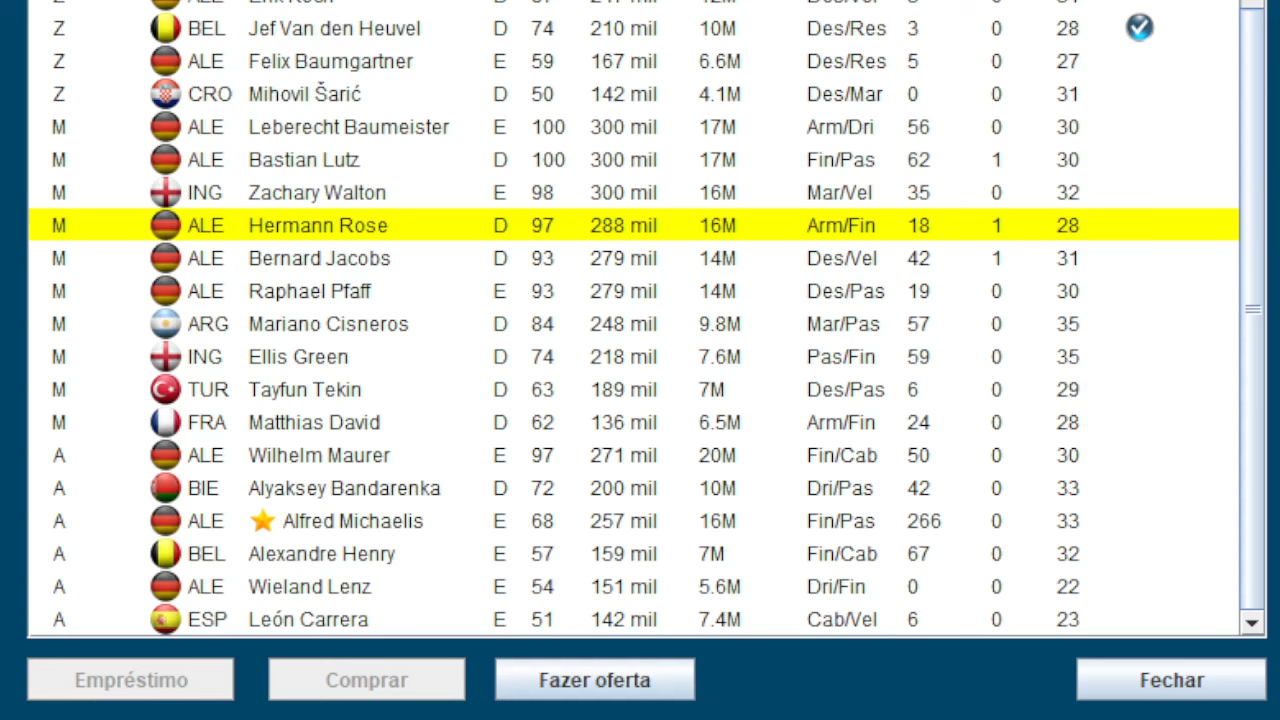 Z BEL Jef Van den Heuvel D 74 210 mil 10M Des/Res 3 0 28
Z ALE Felix Baumgartner E 59 167 mil 6.6M Des/Res 5 0 27
Z CRO Mihovil Šarić D 50 142 mil 4.1M Des/Mar 0 0 31
M ALE Leberecht Baumeister E 100 300 mil 17M Arm/Dri 56 0 30
M ALE Bastian Lutz D 100 300 mil 17M Fin/Pas 62 1 30
M ING Zachary Walton E 98 300 mil 16M Mar/Vel 35 0 32
M ALE Hermann Rose D 97 288 mil 16M Arm/Fin 18 1 28
M ALE Bernard Jacobs D 93 279 mil 14M Des/Vel 42 1 31
M ALE Raphael Pfaff E 93 279 mil 14M Des/Pas 19 0 30
M ARG Mariano Cisneros D 84 248 mil 9.8M Mar/Pas 57 0 35
M ING Ellis Green D 74 218 mil 7.6M Pas/Fin 59 0 35
M TUR Tayfun Tekin D 63 189 mil 7M Des/Pas 6 0 29
M FRA Matthias David D 62 136 mil 6.5M Arm/Fin 24 0 28
A ALE Wilhelm Maurer E 97 271 mil 20M Fin/Cab 50 0 30
A BIE Alyaksey Bandarenka D 72 200 mil 10M Dri/Pas 42 0 33
A ALE Alfred Michaelis E 68 257 mil 16M Fin/Pas 266 0 33
A BEL Alexandre Henry E 57 159 mil 7M Fin/Cab 67 0 32
A ALE Wieland Lenz E 54 151 mil 5.6M Dri/Fin 0 0 22
A ESP León Carrera E 51 142 mil 7.4M Cab/Vel 6 0 23
Empréstimo Comprar Fazer oferta Fechar